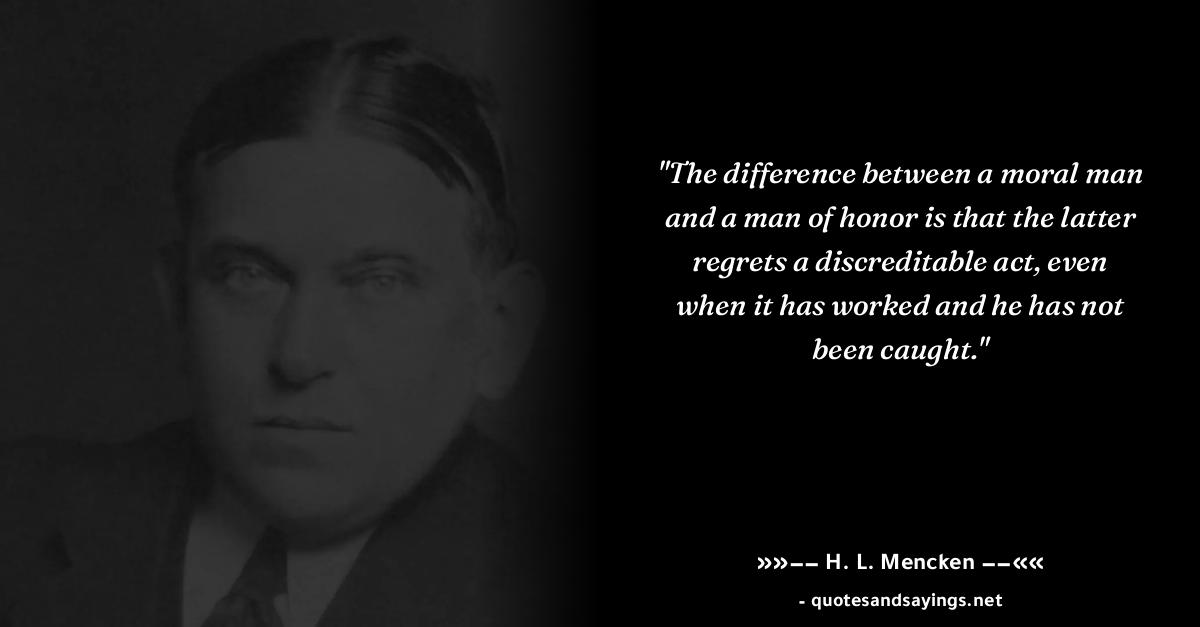 "The difference between a moral man
and a man of honor is that the latter
regrets a discreditable act, even
when it has worked and he has not
been caught."
»»−− H. L. Mencken −−««
- quotesandsayings.net